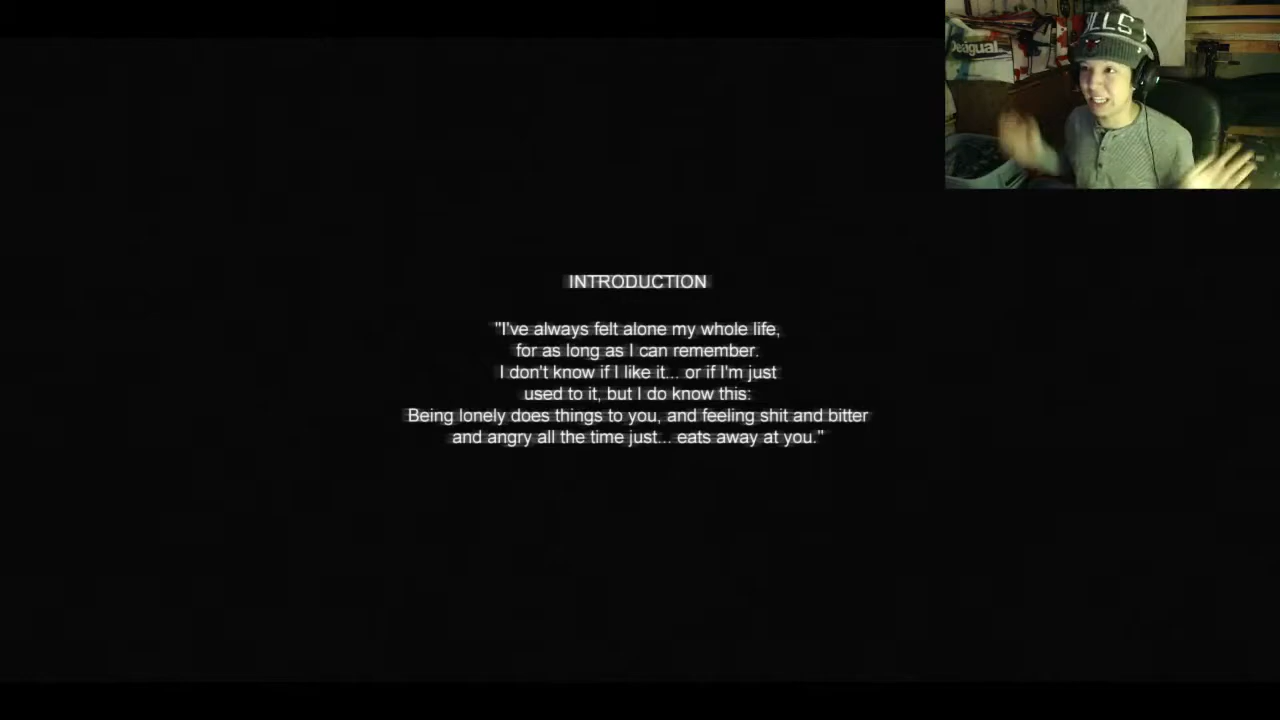 ILLS
Desigual
INTRODUCTION
"I've always felt alone my whole life,
for as long as I can remember.
I don't know if I like it... or if I'm just
used to it, but I do know this:
Being lonely does things to you, and feeling shit and bitter
and angry all the time just... eats away at you."